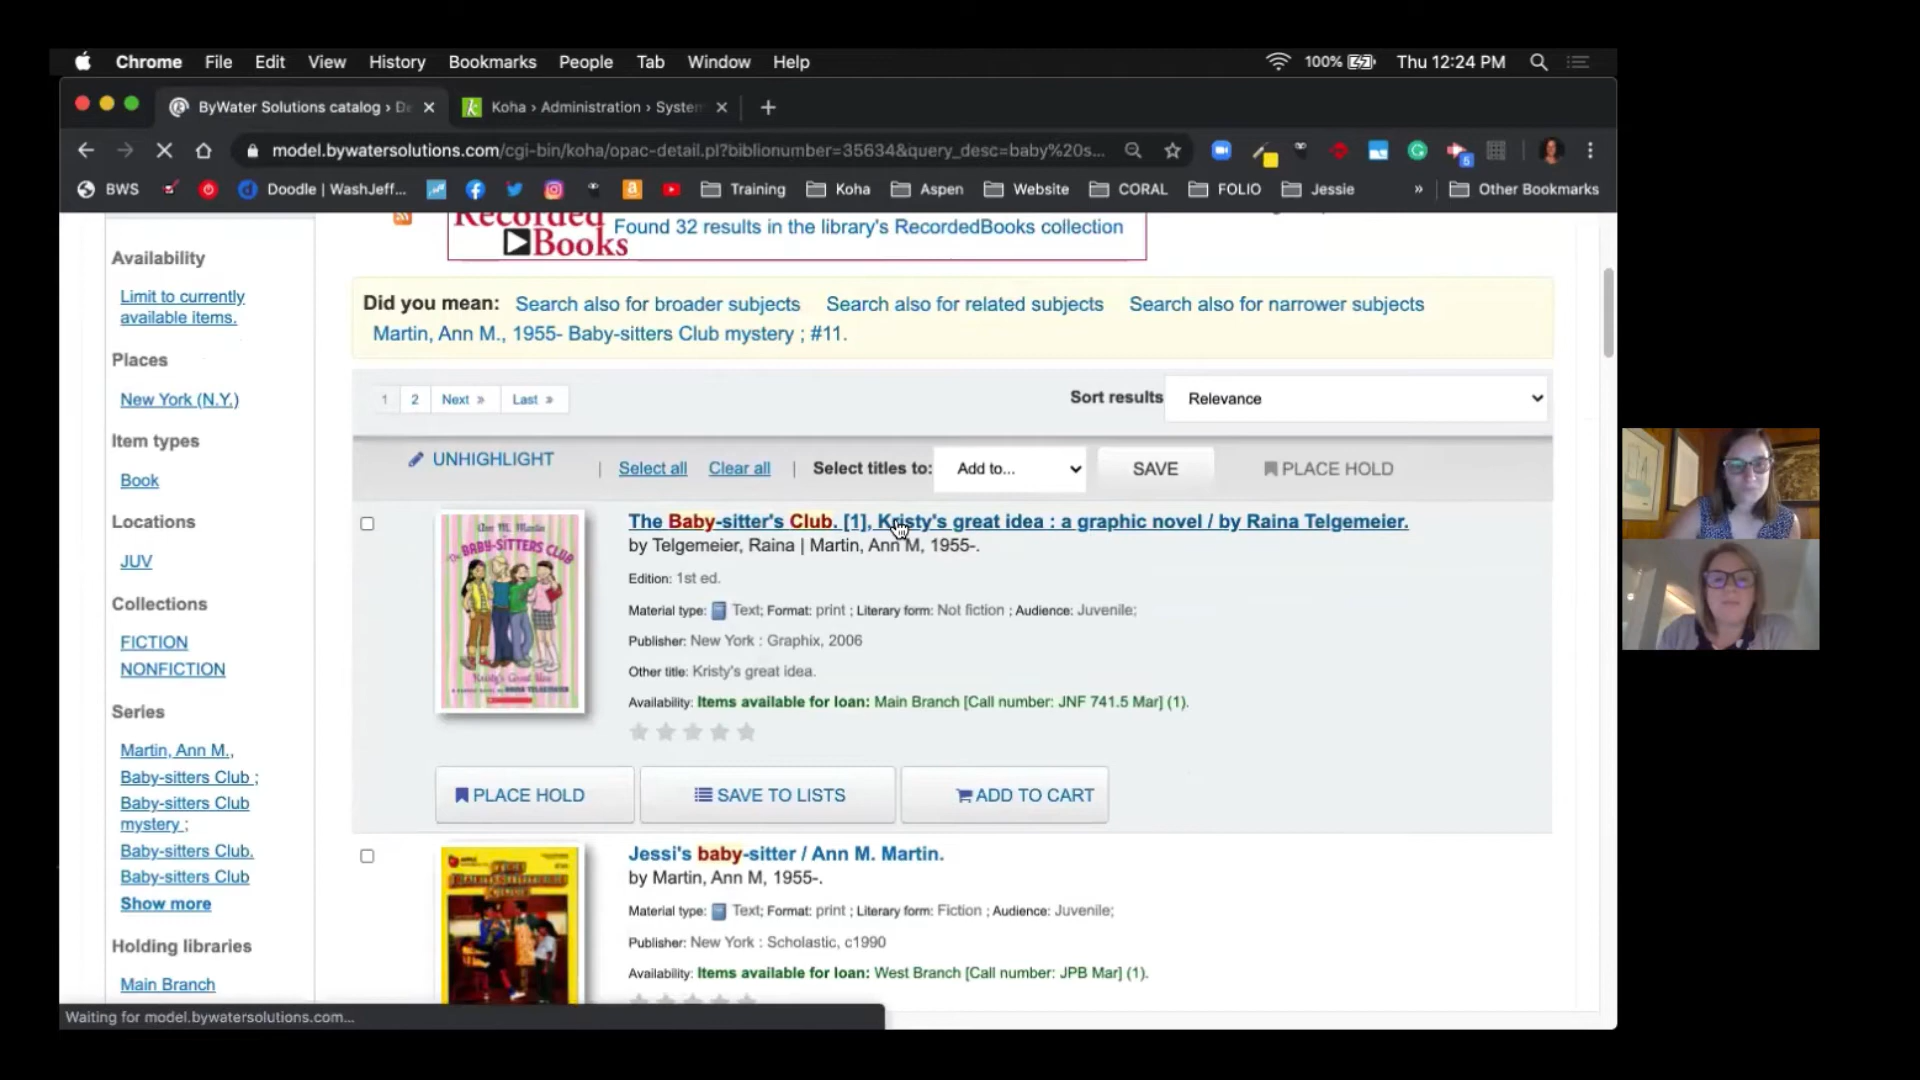 Chrome File Edit View History Bookmarks People Tab Window Help 100% Thu 12:24 PM
ByWater Solutions catalog › De Koha › Administration › System
model.bywatersolutions.com/cgi-bin/koha/opac-detail.pl?biblionumber=35634&query_desc=baby%20s...
BWS Doodle | WashJeff... Training Koha Aspen Website CORAL FOLIO Jessie » Other Bookmarks
Recorded Books
Found 32 results in the library's RecordedBooks collection
Availability
Limit to currently
available items.
Places
New York (N.Y.)
Item types
Book
Locations
JUV
Collections
FICTION
NONFICTION
Series
Martin, Ann M.,
Baby-sitters Club ;
Baby-sitters Club
mystery ;
Baby-sitters Club.
Baby-sitters Club
Show more
Holding libraries
Main Branch
Did you mean: Search also for broader subjects Search also for related subjects Search also for narrower subjects
Martin, Ann M., 1955- Baby-sitters Club mystery ; #11.
1 2 Next » Last »
Sort results Relevance
UNHIGHLIGHT | Select all Clear all | Select titles to: Add to... SAVE PLACE HOLD
Ann M. Martin
The BABY-SITTERS CLUB
Kristy's Great Idea
The Baby-sitter's Club. [1], Kristy's great idea : a graphic novel / by Raina Telgemeier.
by Telgemeier, Raina | Martin, Ann M, 1955-.
Edition: 1st ed.
Material type: Text; Format: print ; Literary form: Not fiction ; Audience: Juvenile;
Publisher: New York : Graphix, 2006
Other title: Kristy's great idea.
Availability: Items available for loan: Main Branch [Call number: JNF 741.5 Mar] (1).
PLACE HOLD SAVE TO LISTS ADD TO CART
Jessi's baby-sitter / Ann M. Martin.
by Martin, Ann M, 1955-.
Material type: Text; Format: print ; Literary form: Fiction ; Audience: Juvenile;
Publisher: New York : Scholastic, c1990
Availability: Items available for loan: West Branch [Call number: JPB Mar] (1).
Waiting for model.bywatersolutions.com...